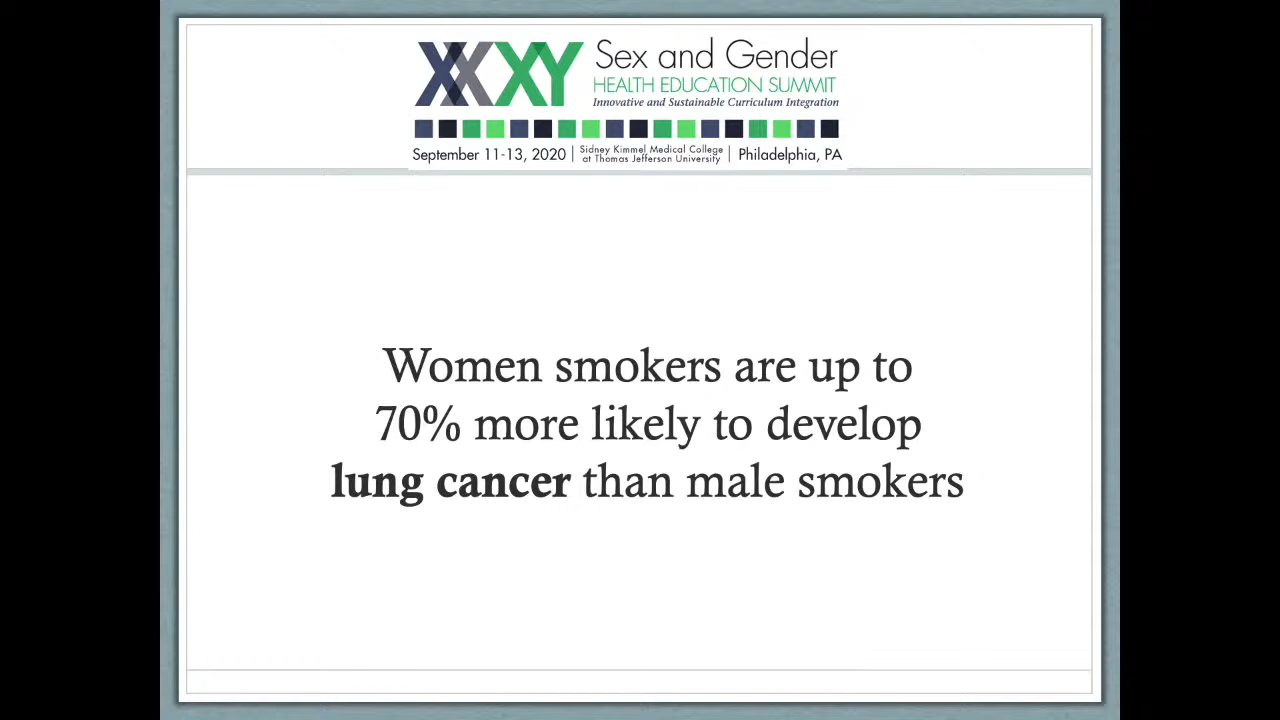 XXXY Sex and Gender
HEALTH EDUCATION SUMMIT
Innovative and Sustainable Curriculum Integration
September 11-13, 2020 | Sidney Kimmel Medical College at Thomas Jefferson University | Philadelphia, PA
Women smokers are up to
70% more likely to develop
lung cancer than male smokers